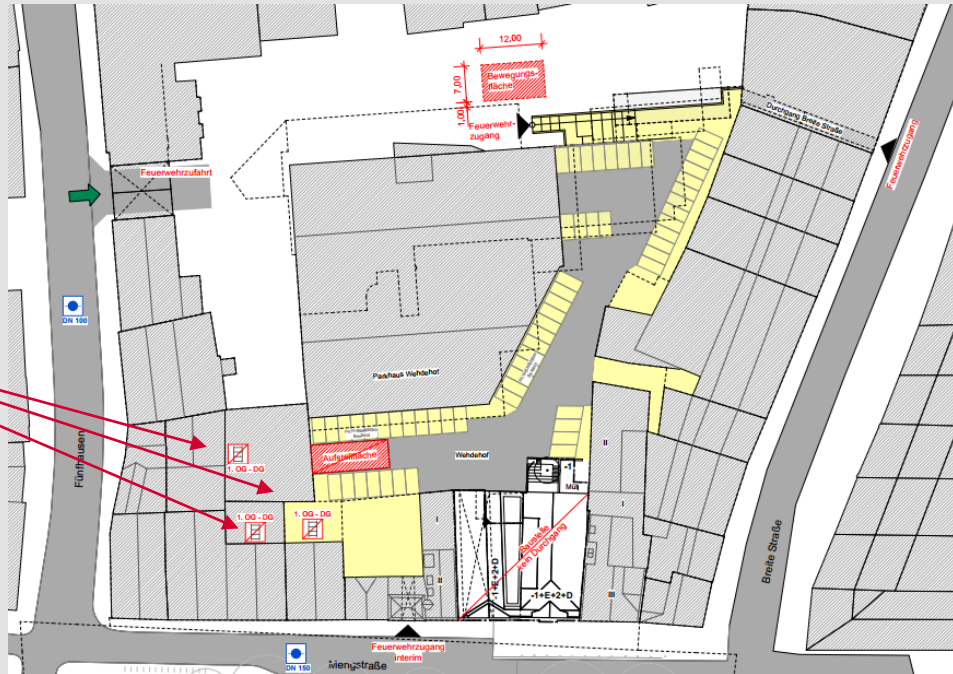 12,00
7,00
1,00
Bewegungs-
fläche
Feuerwehr-
zugang
Durchgang Breite Straße
Feuerwehrzugang
Feuerwehrzufahrt
DN 100
Fünfhausen
Parkhaus Wehdehof
Aufstellfläche
Wehdehof
1. OG - DG
1. OG - DG
1. OG - DG
-1
Müll
II
I
I
II
III
Baustelle
kein Durchgang
-1+E+2+D
-1+E+2+D
Breite Straße
Feuerwehrzugang
interim
DN 150
Mengstraße